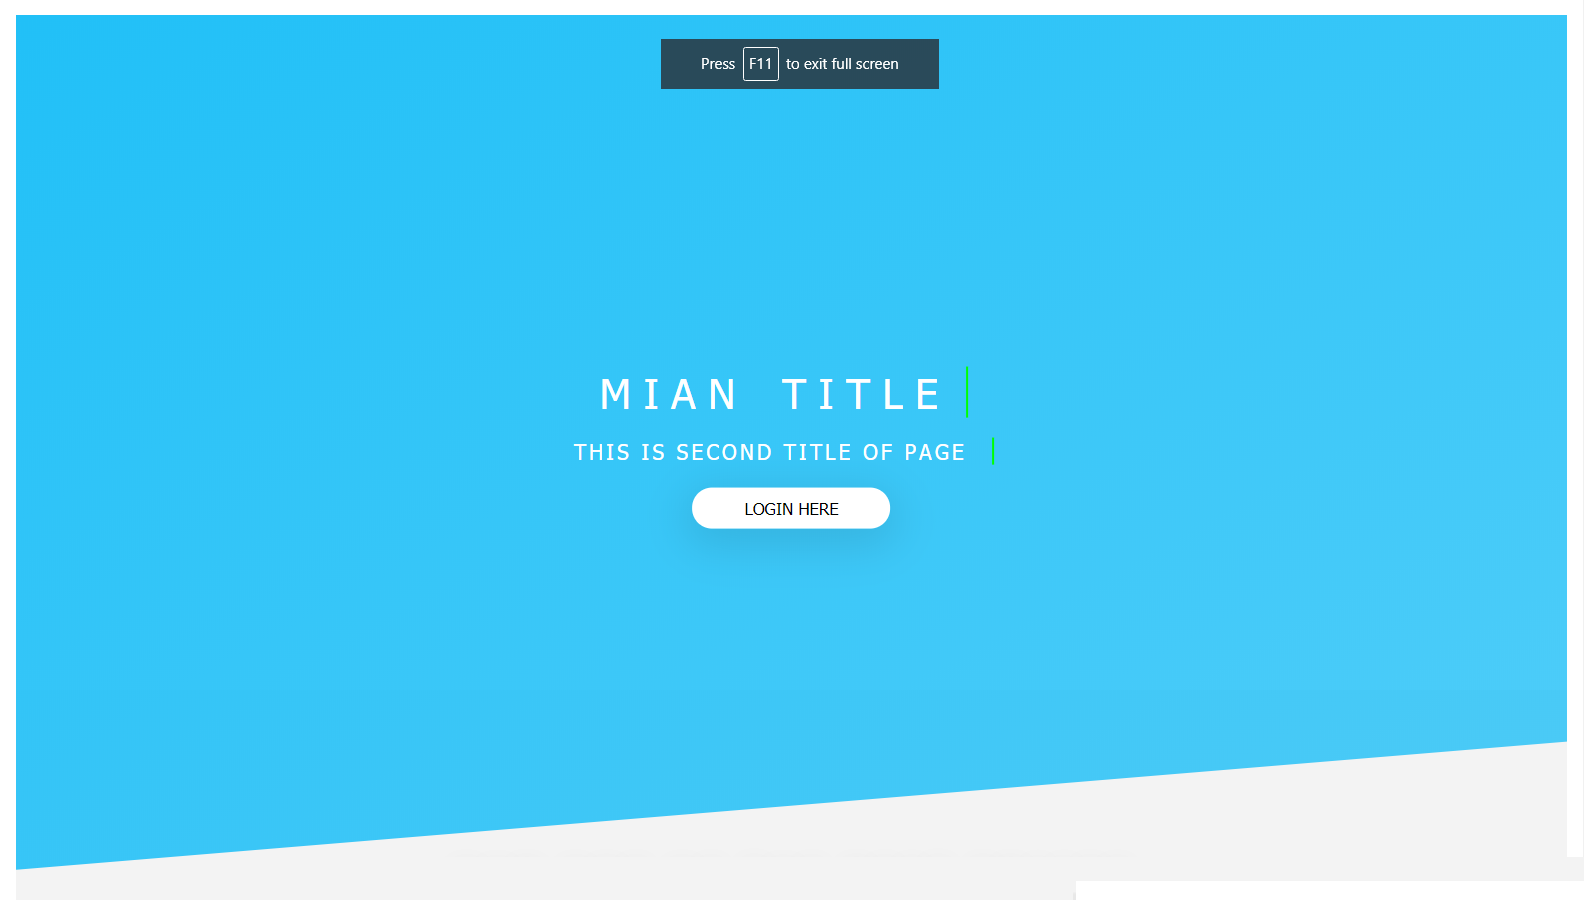 Press F11 to exit full screen
MIAN TITLE
THIS IS SECOND TITLE OF PAGE
LOGIN HERE